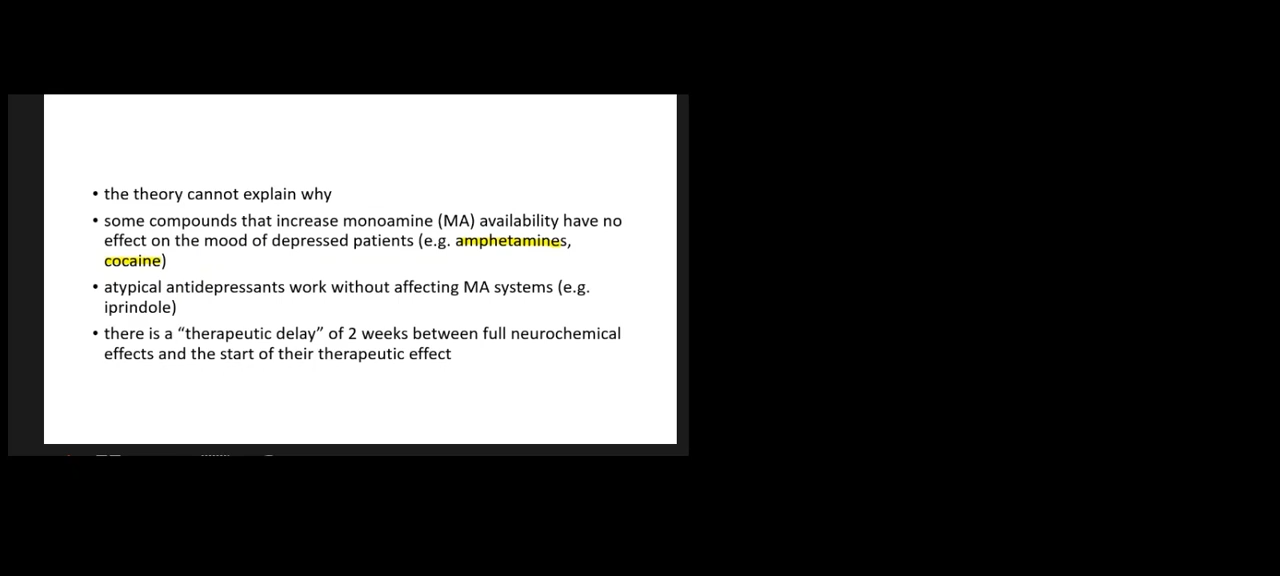 • the theory cannot explain why
• some compounds that increase monoamine (MA) availability have no
effect on the mood of depressed patients (e.g. amphetamines,
cocaine)
• atypical antidepressants work without affecting MA systems (e.g.
iprindole)
• there is a “therapeutic delay” of 2 weeks between full neurochemical
effects and the start of their therapeutic effect